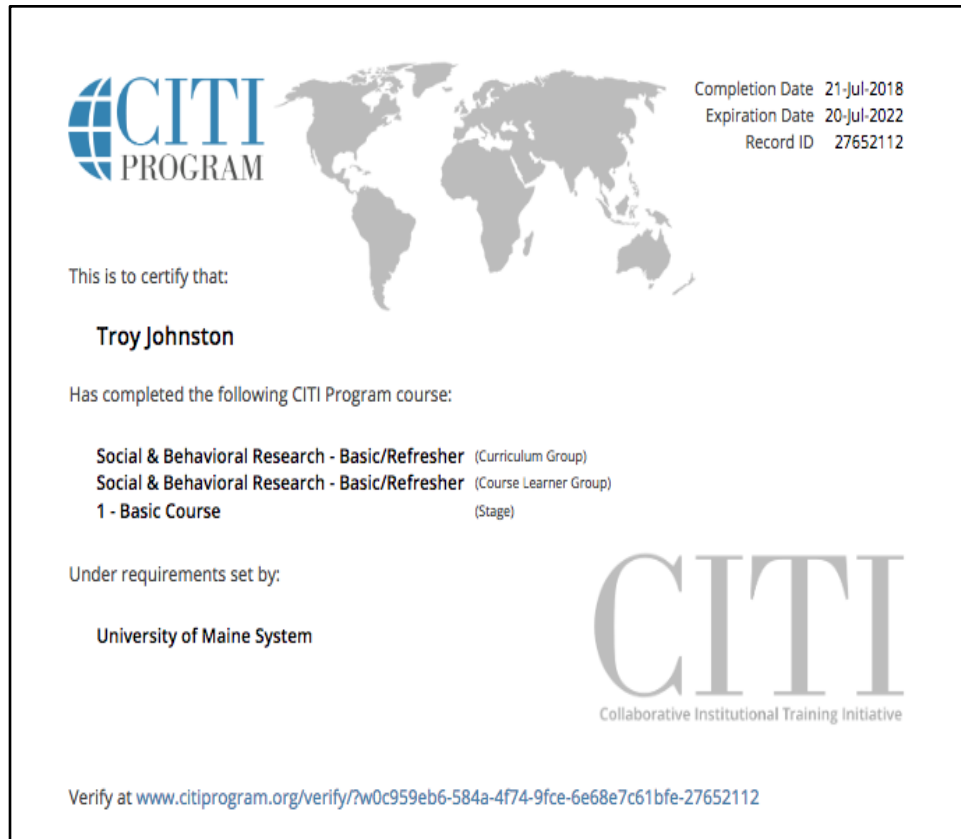 CITI
PROGRAM
Completion Date 21-Jul-2018
Expiration Date 20-Jul-2022
Record ID 27652112
This is to certify that:
Troy Johnston
Has completed the following CITI Program course:
Social & Behavioral Research - Basic/Refresher (Curriculum Group)
Social & Behavioral Research - Basic/Refresher (Course Learner Group)
1 - Basic Course (Stage)
Under requirements set by:
University of Maine System
CITI
Collaborative Institutional Training Initiative
Verify at www.citiprogram.org/verify/?w0c959eb6-584a-4f74-9fce-6e68e7c61bfe-27652112